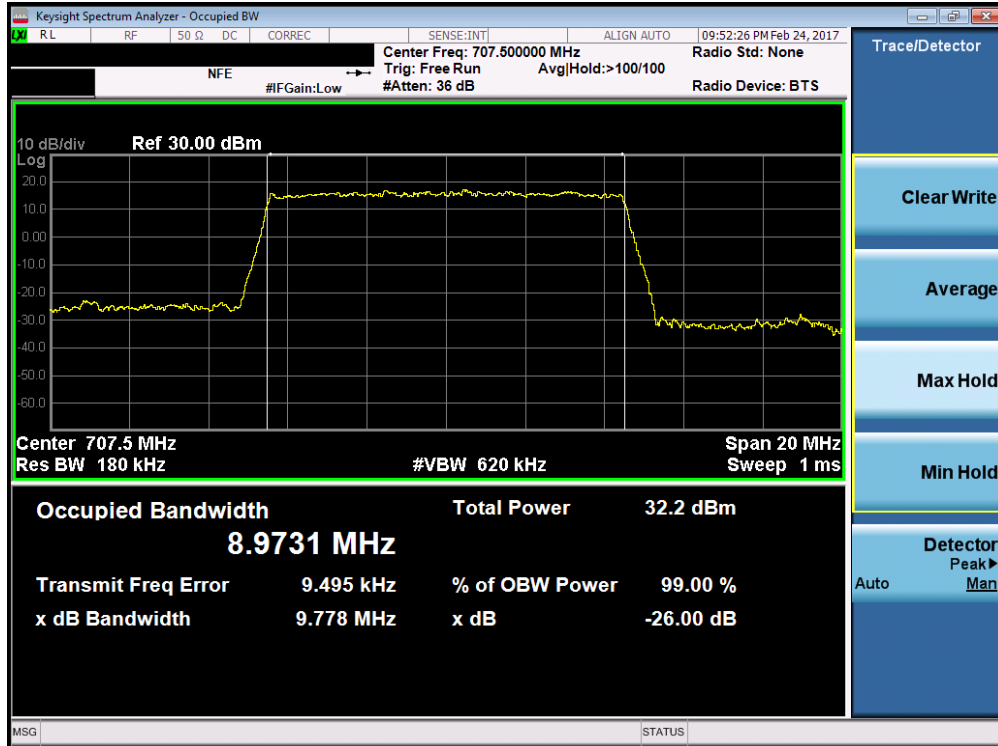 Keysight Spectrum Analyzer - Occupied BW
LXI RL RF 50 Ω DC CORREC SENSE:INT ALIGN AUTO 09:52:26 PM Feb 24, 2017
Center Freq: 707.500000 MHz Radio Std: None
NFE Trig: Free Run Avg|Hold:>100/100
#IFGain:Low #Atten: 36 dB Radio Device: BTS
10 dB/div Ref 30.00 dBm
Log
20.0
10.0
0.00
-10.0
-20.0
-30.0
-40.0
-50.0
-60.0
Center 707.5 MHz Span 20 MHz
Res BW 180 kHz #VBW 620 kHz Sweep 1 ms
Occupied Bandwidth Total Power 32.2 dBm
8.9731 MHz
Transmit Freq Error 9.495 kHz % of OBW Power 99.00 %
x dB Bandwidth 9.778 MHz x dB -26.00 dB
Trace/Detector
Clear Write
Average
Max Hold
Min Hold
Detector
Peak▶
Auto Man
MSG STATUS